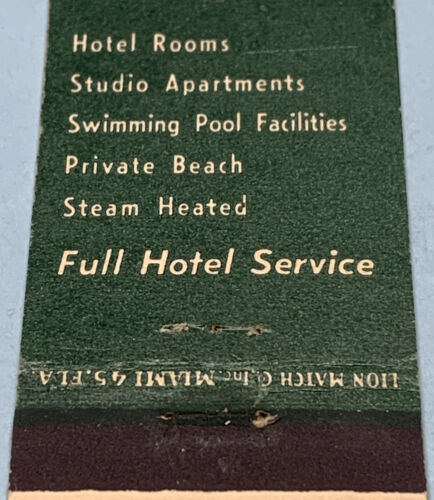 Hotel Rooms
Studio Apartments
Swimming Pool Facilities
Private Beach
Steam Heated
Full Hotel Service
LION MATCH C. Inc. MIAMI 45, FLA.